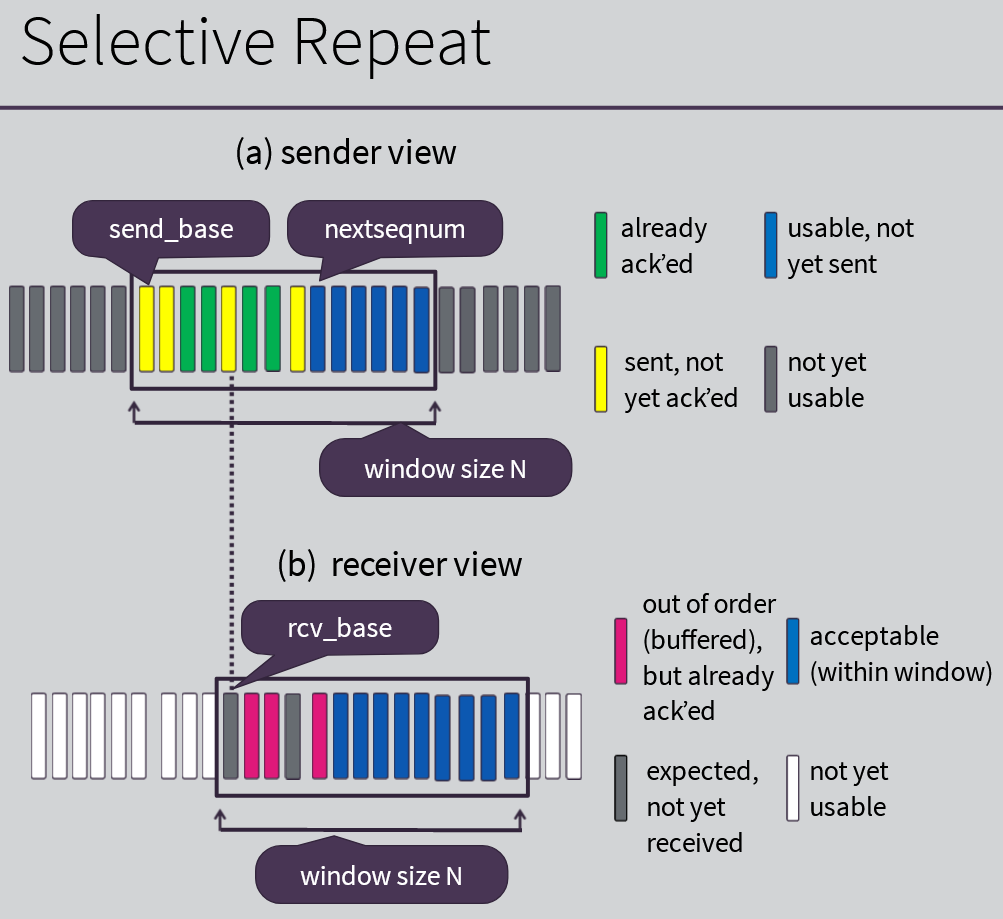 Selective Repeat
(a) sender view
send_base
nextseqnum
already
ack’ed
usable, not
yet sent
sent, not
yet ack’ed
not yet
usable
window size N
(b) receiver view
rcv_base
out of order
(buffered),
but already
ack’ed
acceptable
(within window)
expected,
not yet
received
not yet
usable
window size N